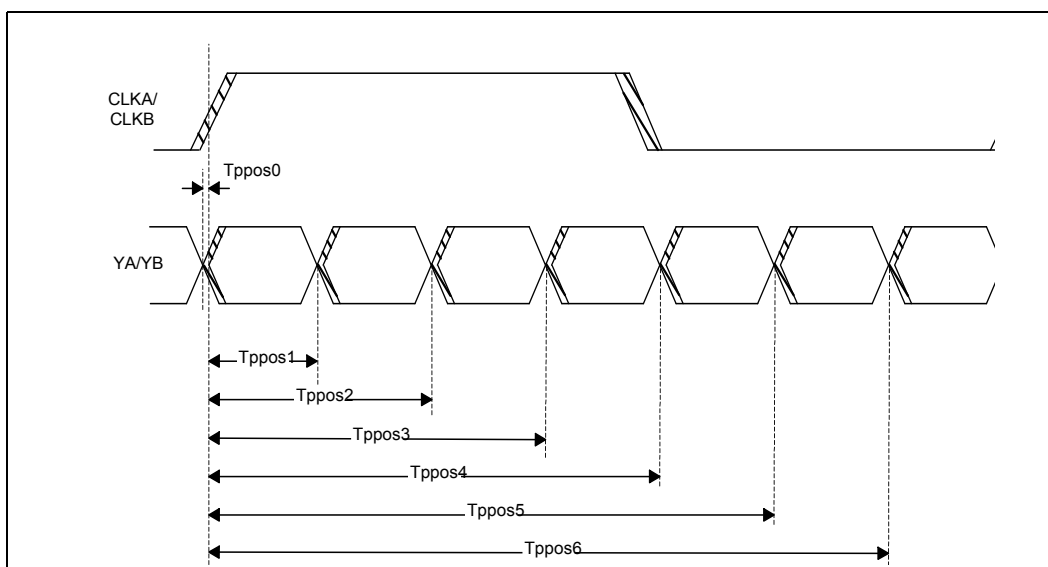 CLKA/
CLKB
Tppos0
YA/YB
Tppos1
Tppos2
Tppos3
Tppos4
Tppos5
Tppos6